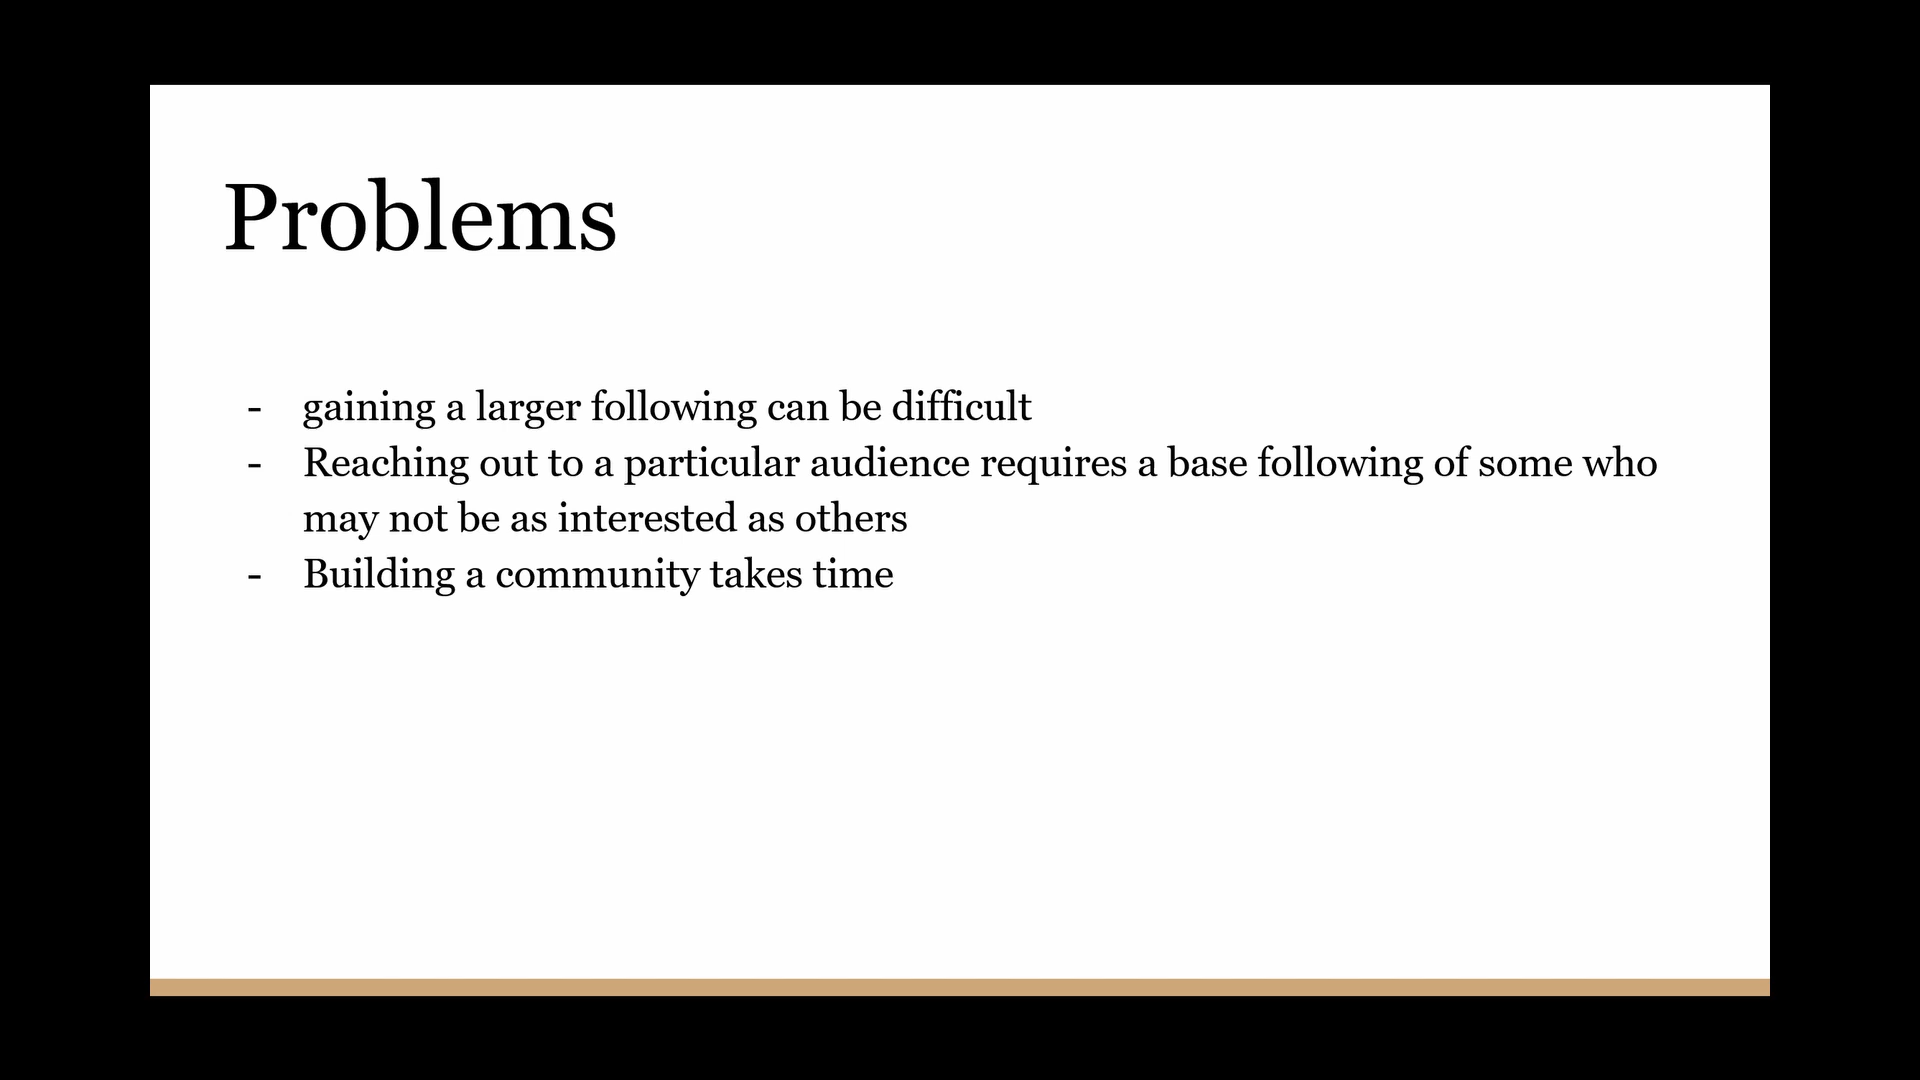 Problems
- gaining a larger following can be difficult
- Reaching out to a particular audience requires a base following of some who
may not be as interested as others
- Building a community takes time